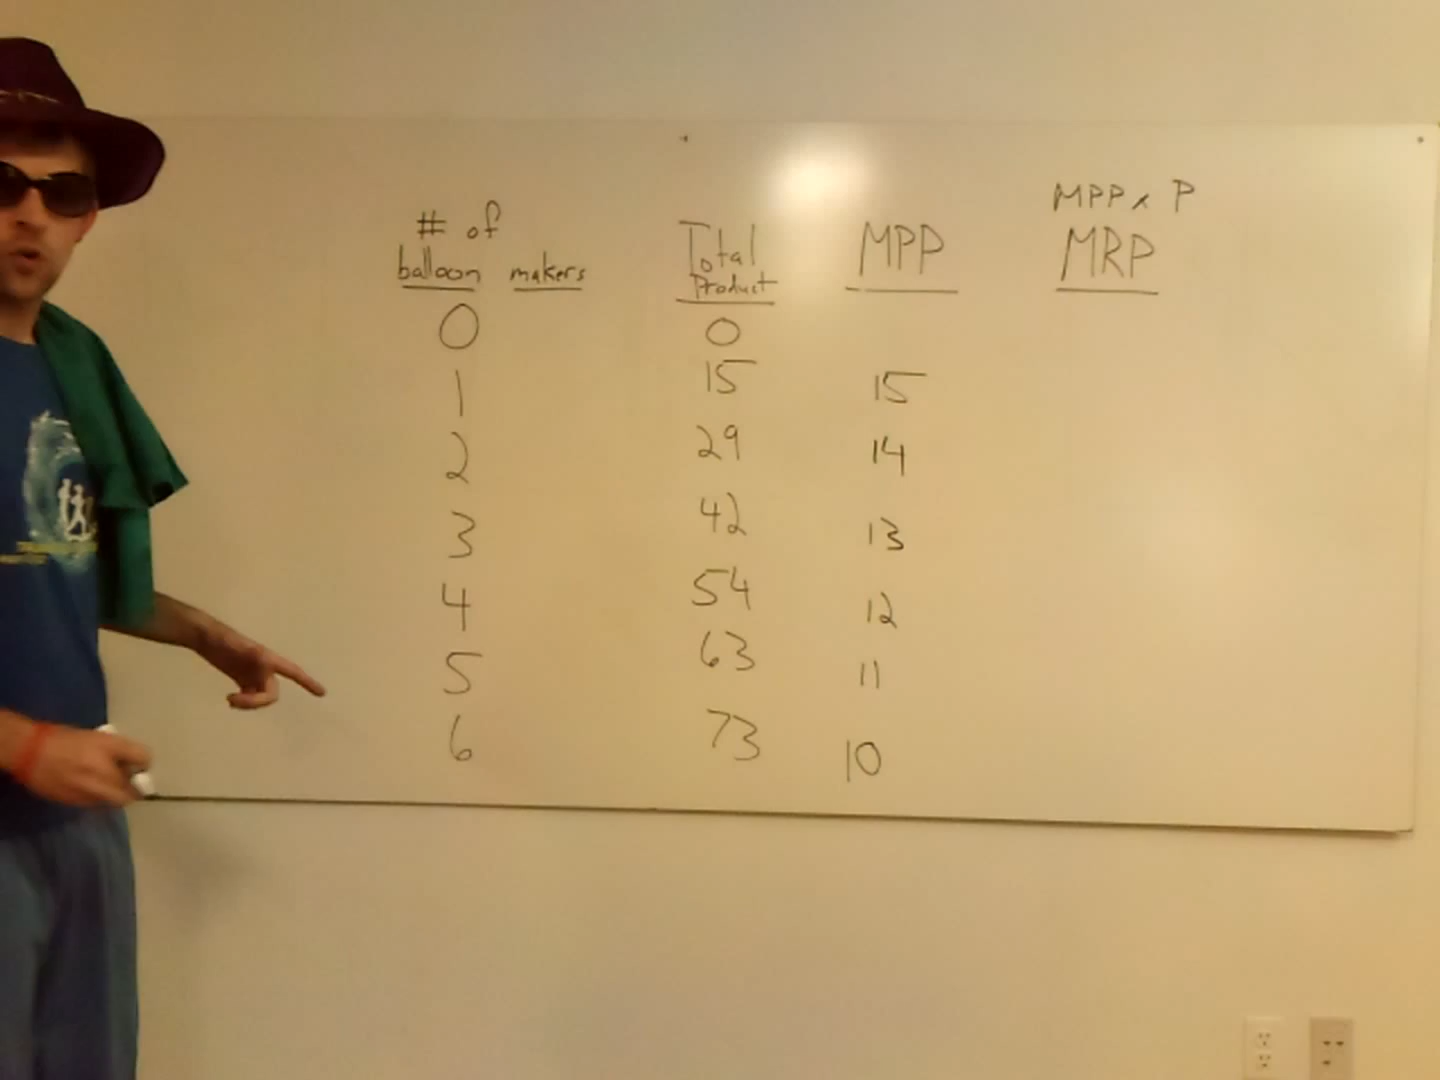 # of
balloon makers
Total
Product
MPP
MPP x P
MRP
0 0
1 15 15
2 29 14
3 42 13
4 54 12
5 63 11
6 73 10